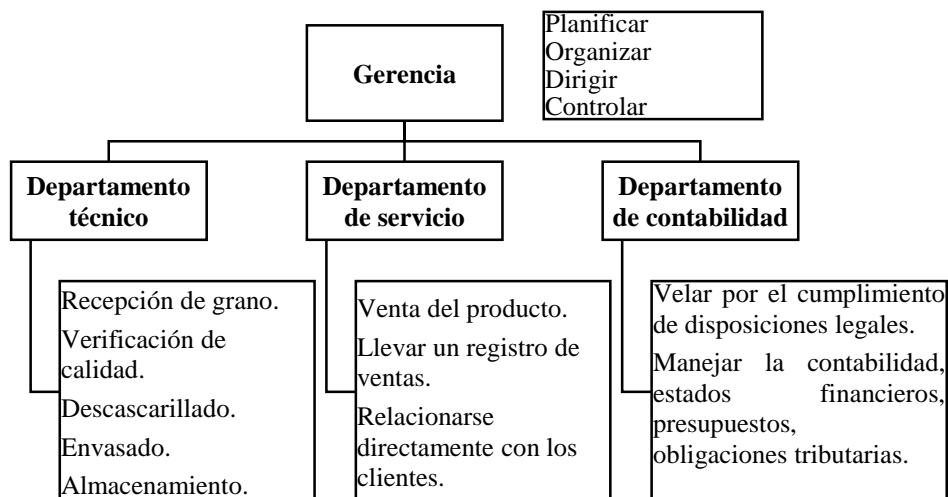 Gerencia
Planificar
Organizar
Dirigir
Controlar
Departamento
técnico
Departamento
de servicio
Departamento
de contabilidad
Recepción de grano.
Verificación de
calidad.
Descascarillado.
Envasado.
Almacenamiento.
Venta del producto.
Llevar un registro de
ventas.
Relacionarse
directamente con los
clientes.
Velar por el cumplimiento
de disposiciones legales.
Manejar la contabilidad,
estados financieros,
presupuestos,
obligaciones tributarias.